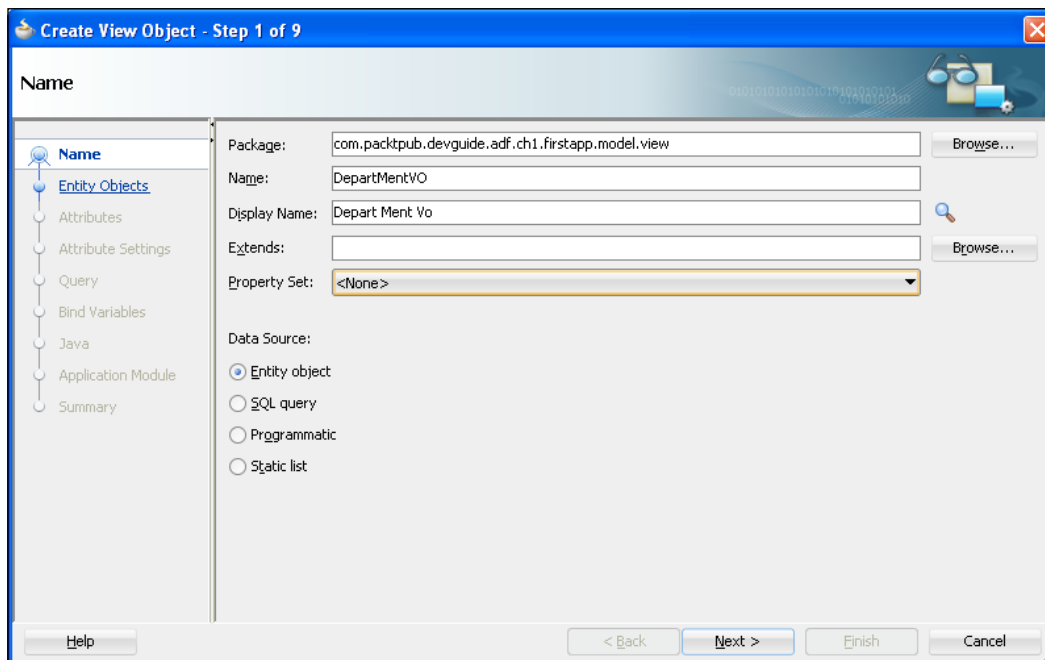 Create View Object - Step 1 of 9
Name
Name
Entity Objects
Attributes
Attribute Settings
Query
Bind Variables
Java
Application Module
Summary
Package: com.packtpub.devguide.adf.ch1.firstapp.model.view Browse...
Name: DepartMentVO
Display Name: Depart Ment Vo
Extends: Browse...
Property Set: <None>
Data Source:
Entity object
SQL query
Programmatic
Static list
Help < Back Next > Finish Cancel